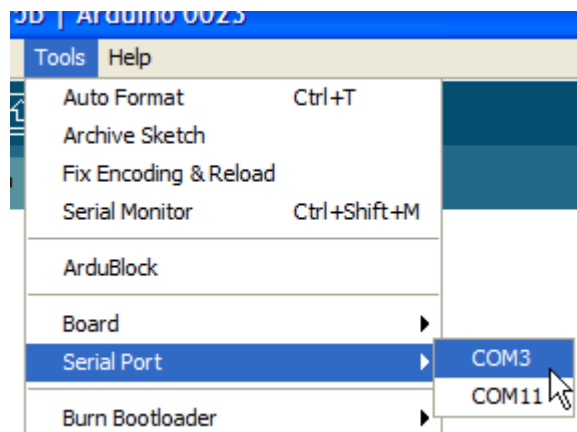 JB | Arduino 0023
Tools Help
Auto Format Ctrl+T
Archive Sketch
Fix Encoding & Reload
Serial Monitor Ctrl+Shift+M
ArduBlock
Board
Serial Port
COM3
COM11
Burn Bootloader